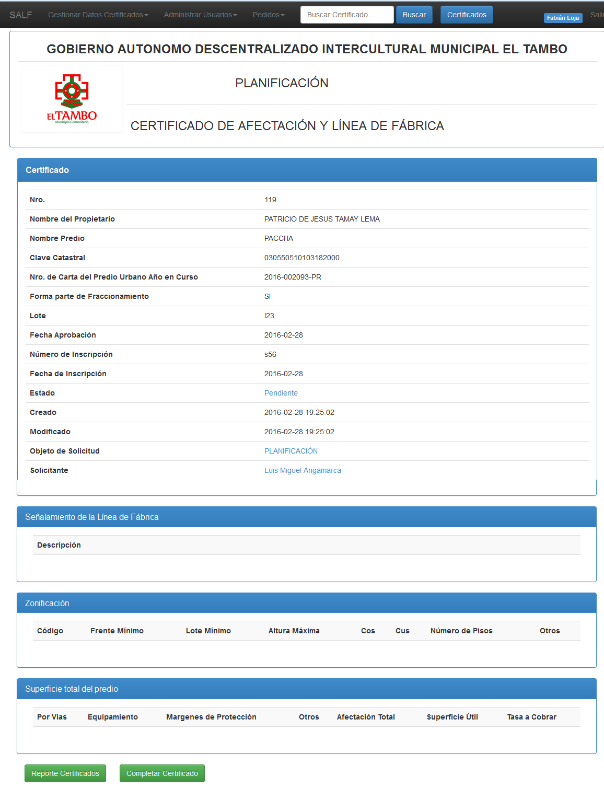 SALF Gestionar Datos Certificados Administrar Usuarios Pedidos Buscar Certificado Buscar Certificados Fabián Loja Sali
GOBIERNO AUTONOMO DESCENTRALIZADO INTERCULTURAL MUNICIPAL EL TAMBO
PLANIFICACIÓN
EL TAMBO
CERTIFICADO DE AFECTACIÓN Y LÍNEA DE FÁBRICA
Certificado
Nro. 119
Nombre del Propietario PATRICIO DE JESUS TAMAY LEMA
Nombre Predio PACCHA
Clave Catastral 030550510103182000
Nro. de Carta del Predio Urbano Año en Curso 2016-002093-PR
Forma parte de Fraccionamiento SI
Lote l23
Fecha Aprobación 2016-02-28
Número de Inscripción s56
Fecha de Inscripción 2016-02-28
Estado Pendiente
Creado 2016-02-28 19:25:02
Modificado 2016-02-28 19:25:02
Objeto de Solicitud PLANIFICACIÓN
Solicitante Luis Miguel Angamarca
Señalamiento de la Línea de Fábrica
Descripción
Zonificación
Código Frente Mínimo Lote Mínimo Altura Máxima Cos Cus Número de Pisos Otros
Superficie total del predio
Por Vías Equipamiento Margenes de Protección Otros Afectación Total Superficie Útil Tasa a Cobrar
Reporte Certificados Completar Certificado